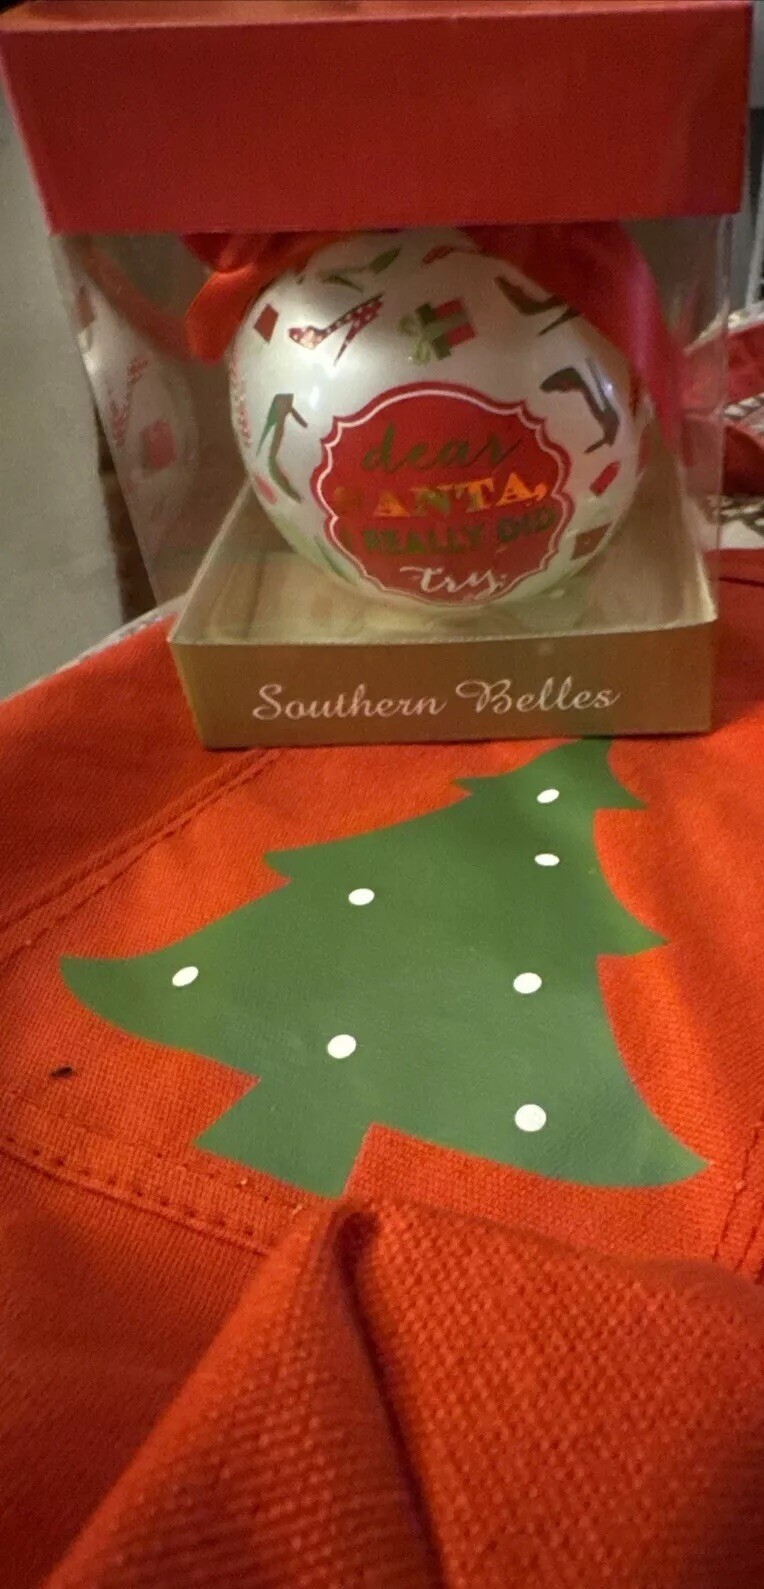 dear
SANTA,
I REALLY DID
try.
Southern Belles